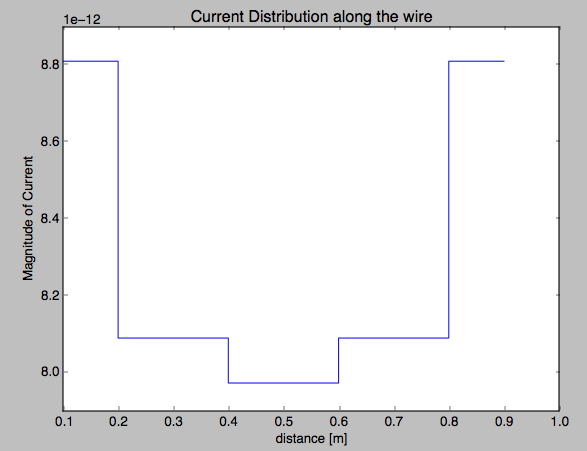 Current Distribution along the wire
1e−12
8.8
8.6
8.4
8.2
8.0
Magnitude of Current
0.1 0.2 0.3 0.4 0.5 0.6 0.7 0.8 0.9 1.0
distance [m]